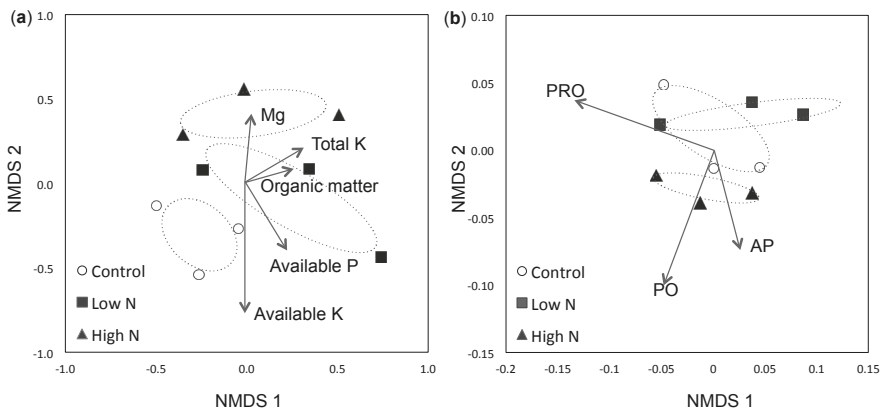 (a)
1.0
0.5
0.0
-0.5
-1.0
NMDS 2
Mg
Total K
Organic matter
Available P
Available K
Control
Low N
High N
-1.0 -0.5 0.0 0.5 1.0
NMDS 1
(b)
0.10
0.05
0.00
-0.05
-0.10
-0.15
NMDS 2
PRO
AP
PO
Control
Low N
High N
-0.2 -0.15 -0.1 -0.05 0 0.05 0.1 0.15
NMDS 1